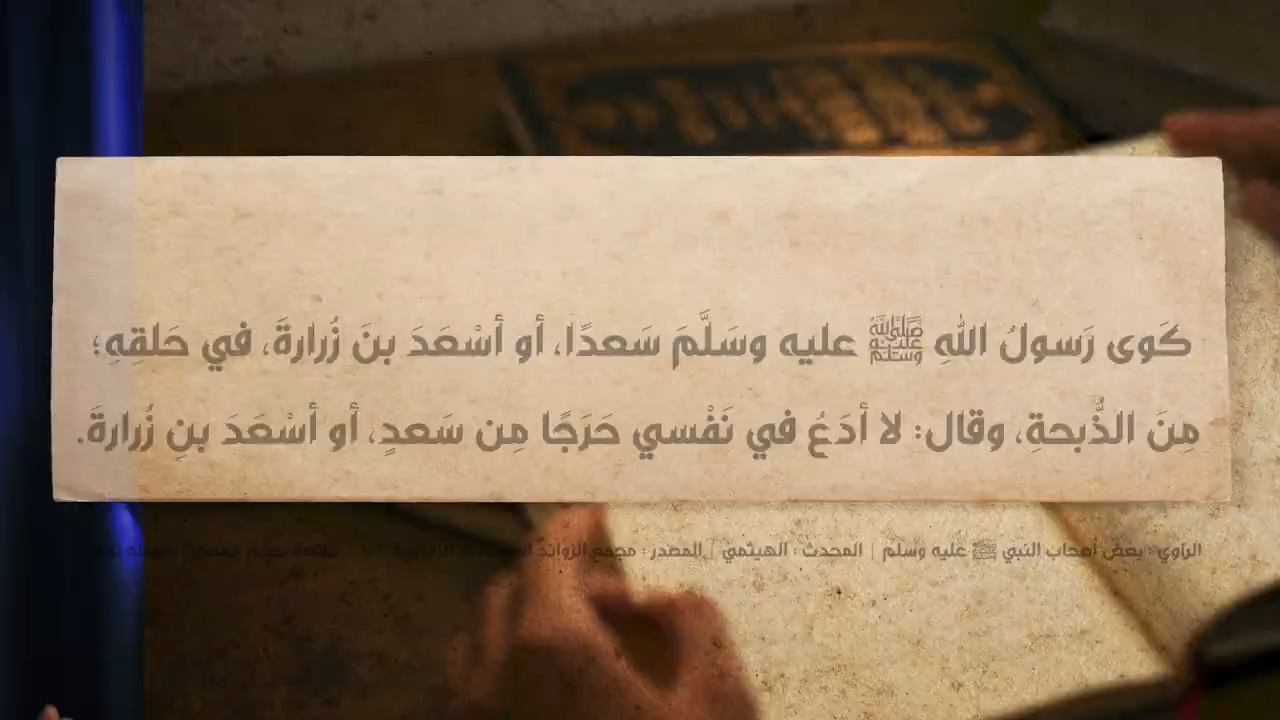 كَوى رَسولُ اللهِ ﷺ عليه وسَلَّمَ سَعدًا، أو أسْعَدَ بنَ زُرارةَ، في حَلقِهِ؛
مِنَ الذُّبحةِ، وقال: لا أدَعُ في نَفْسي حَرَجًا مِن سَعدٍ، أو أسْعَدَ بنِ زُرارةَ.
الراوي : بعض أصحاب النبي ﷺ عليه وسلم | المحدث : الهيثمي | المصدر : مجمع الزوائد